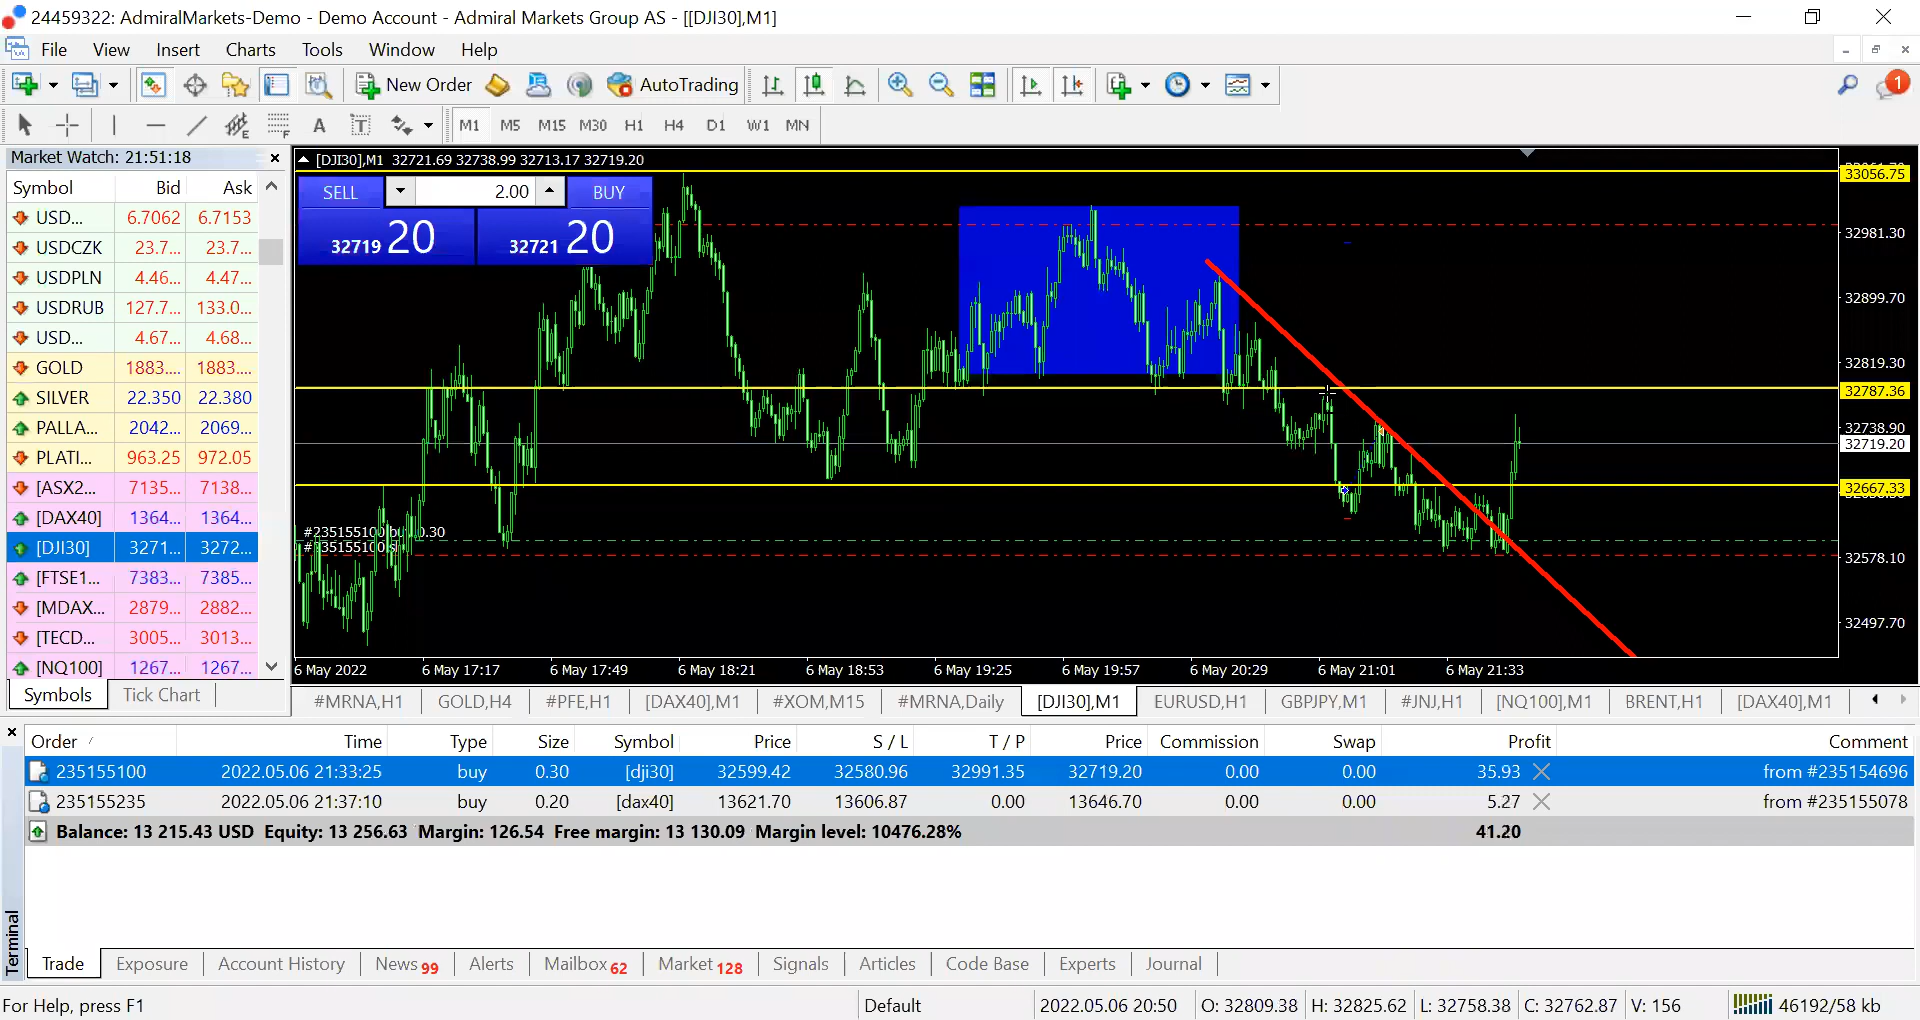 24459322: AdmiralMarkets-Demo - Demo Account - Admiral Markets Group AS - [[DJI30],M1]
File View Insert Charts Tools Window Help
New Order AutoTrading 1
A T M1 M5 M15 M30 H1 H4 D1 W1 MN
Market Watch: 21:51:18
Symbol Bid Ask
USD... 6.7062 6.7153
USDCZK 23.7... 23.7...
USDPLN 4.46... 4.47...
USDRUB 127.7... 133.0...
USD... 4.67... 4.68...
GOLD 1883.... 1883....
SILVER 22.350 22.380
PALLA... 2042... 2069...
PLATI... 963.25 972.05
[ASX2... 7135... 7138...
[DAX40] 1364... 1364...
[DJI30] 3271... 3272...
[FTSE1... 7383... 7385...
[MDAX... 2879... 2882...
[TECD... 3005... 3013...
[NQ100] 1267... 1267...
Symbols Tick Chart
[DJI30],M1 32721.69 32738.99 32713.17 32719.20
SELL 2.00 BUY
32719 20 32721 20
#235155100 buy 0.30
33056.75
32981.30
32899.70
32819.30
32787.36
32738.90
32719.20
32667.33
32578.10
32497.70
6 May 2022 6 May 17:17 6 May 17:49 6 May 18:21 6 May 18:53 6 May 19:25 6 May 19:57 6 May 20:29 6 May 21:01 6 May 21:33
#MRNA,H1 GOLD,H4 #PFE,H1 [DAX40],M1 #XOM,M15 #MRNA,Daily [DJI30],M1 EURUSD,H1 GBPJPY,M1 #JNJ,H1 [NQ100],M1 BRENT,H1 [DAX40],M1
Order Time Type Size Symbol Price S / L T / P Price Commission Swap Profit Comment
235155100 2022.05.06 21:33:25 buy 0.30 [dji30] 32599.42 32580.96 32991.35 32719.20 0.00 0.00 35.93 from #235154696
235155235 2022.05.06 21:37:10 buy 0.20 [dax40] 13621.70 13606.87 0.00 13646.70 0.00 0.00 5.27 from #235155078
Balance: 13 215.43 USD Equity: 13 256.63 Margin: 126.54 Free margin: 13 130.09 Margin level: 10476.28% 41.20
Terminal
Trade Exposure Account History News 99 Alerts Mailbox 62 Market 128 Signals Articles Code Base Experts Journal
For Help, press F1 Default 2022.05.06 20:50 O: 32809.38 H: 32825.62 L: 32758.38 C: 32762.87 V: 156 46192/58 kb